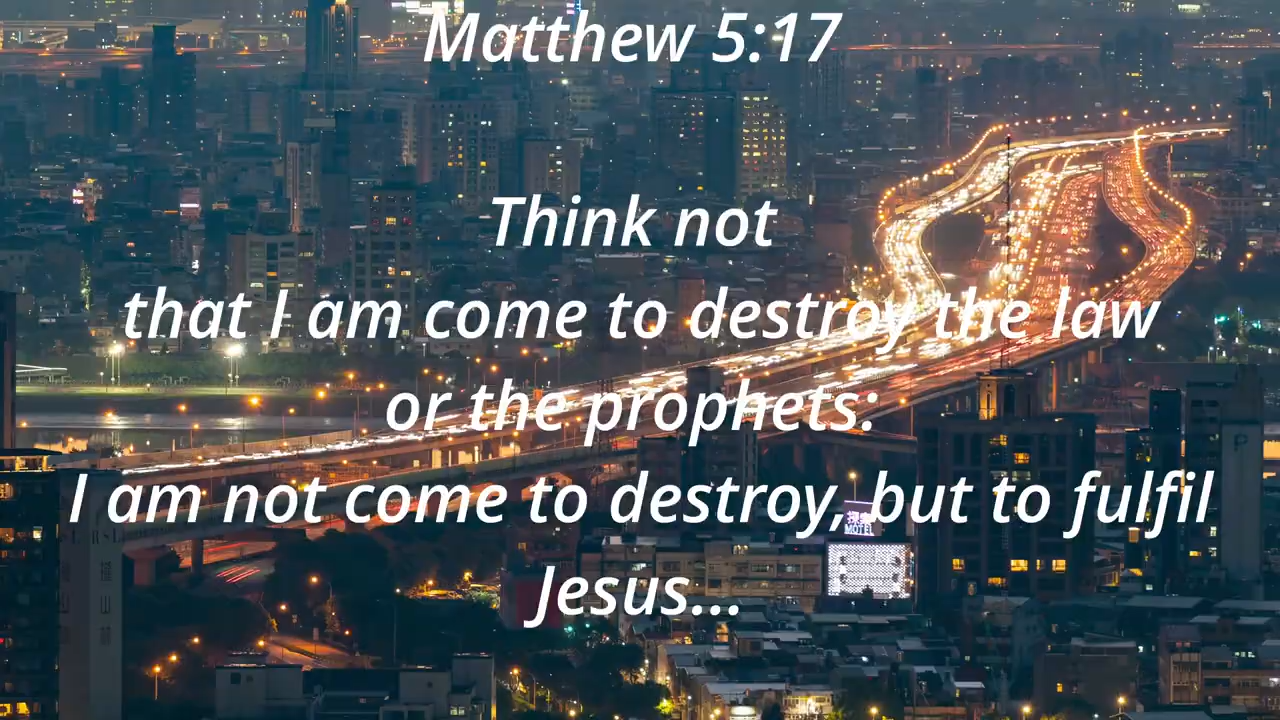 Matthew 5:17
Think not
that I am come to destroy the law
or the prophets:
I am not come to destroy, but to fulfil
Jesus...
MOTEL
P